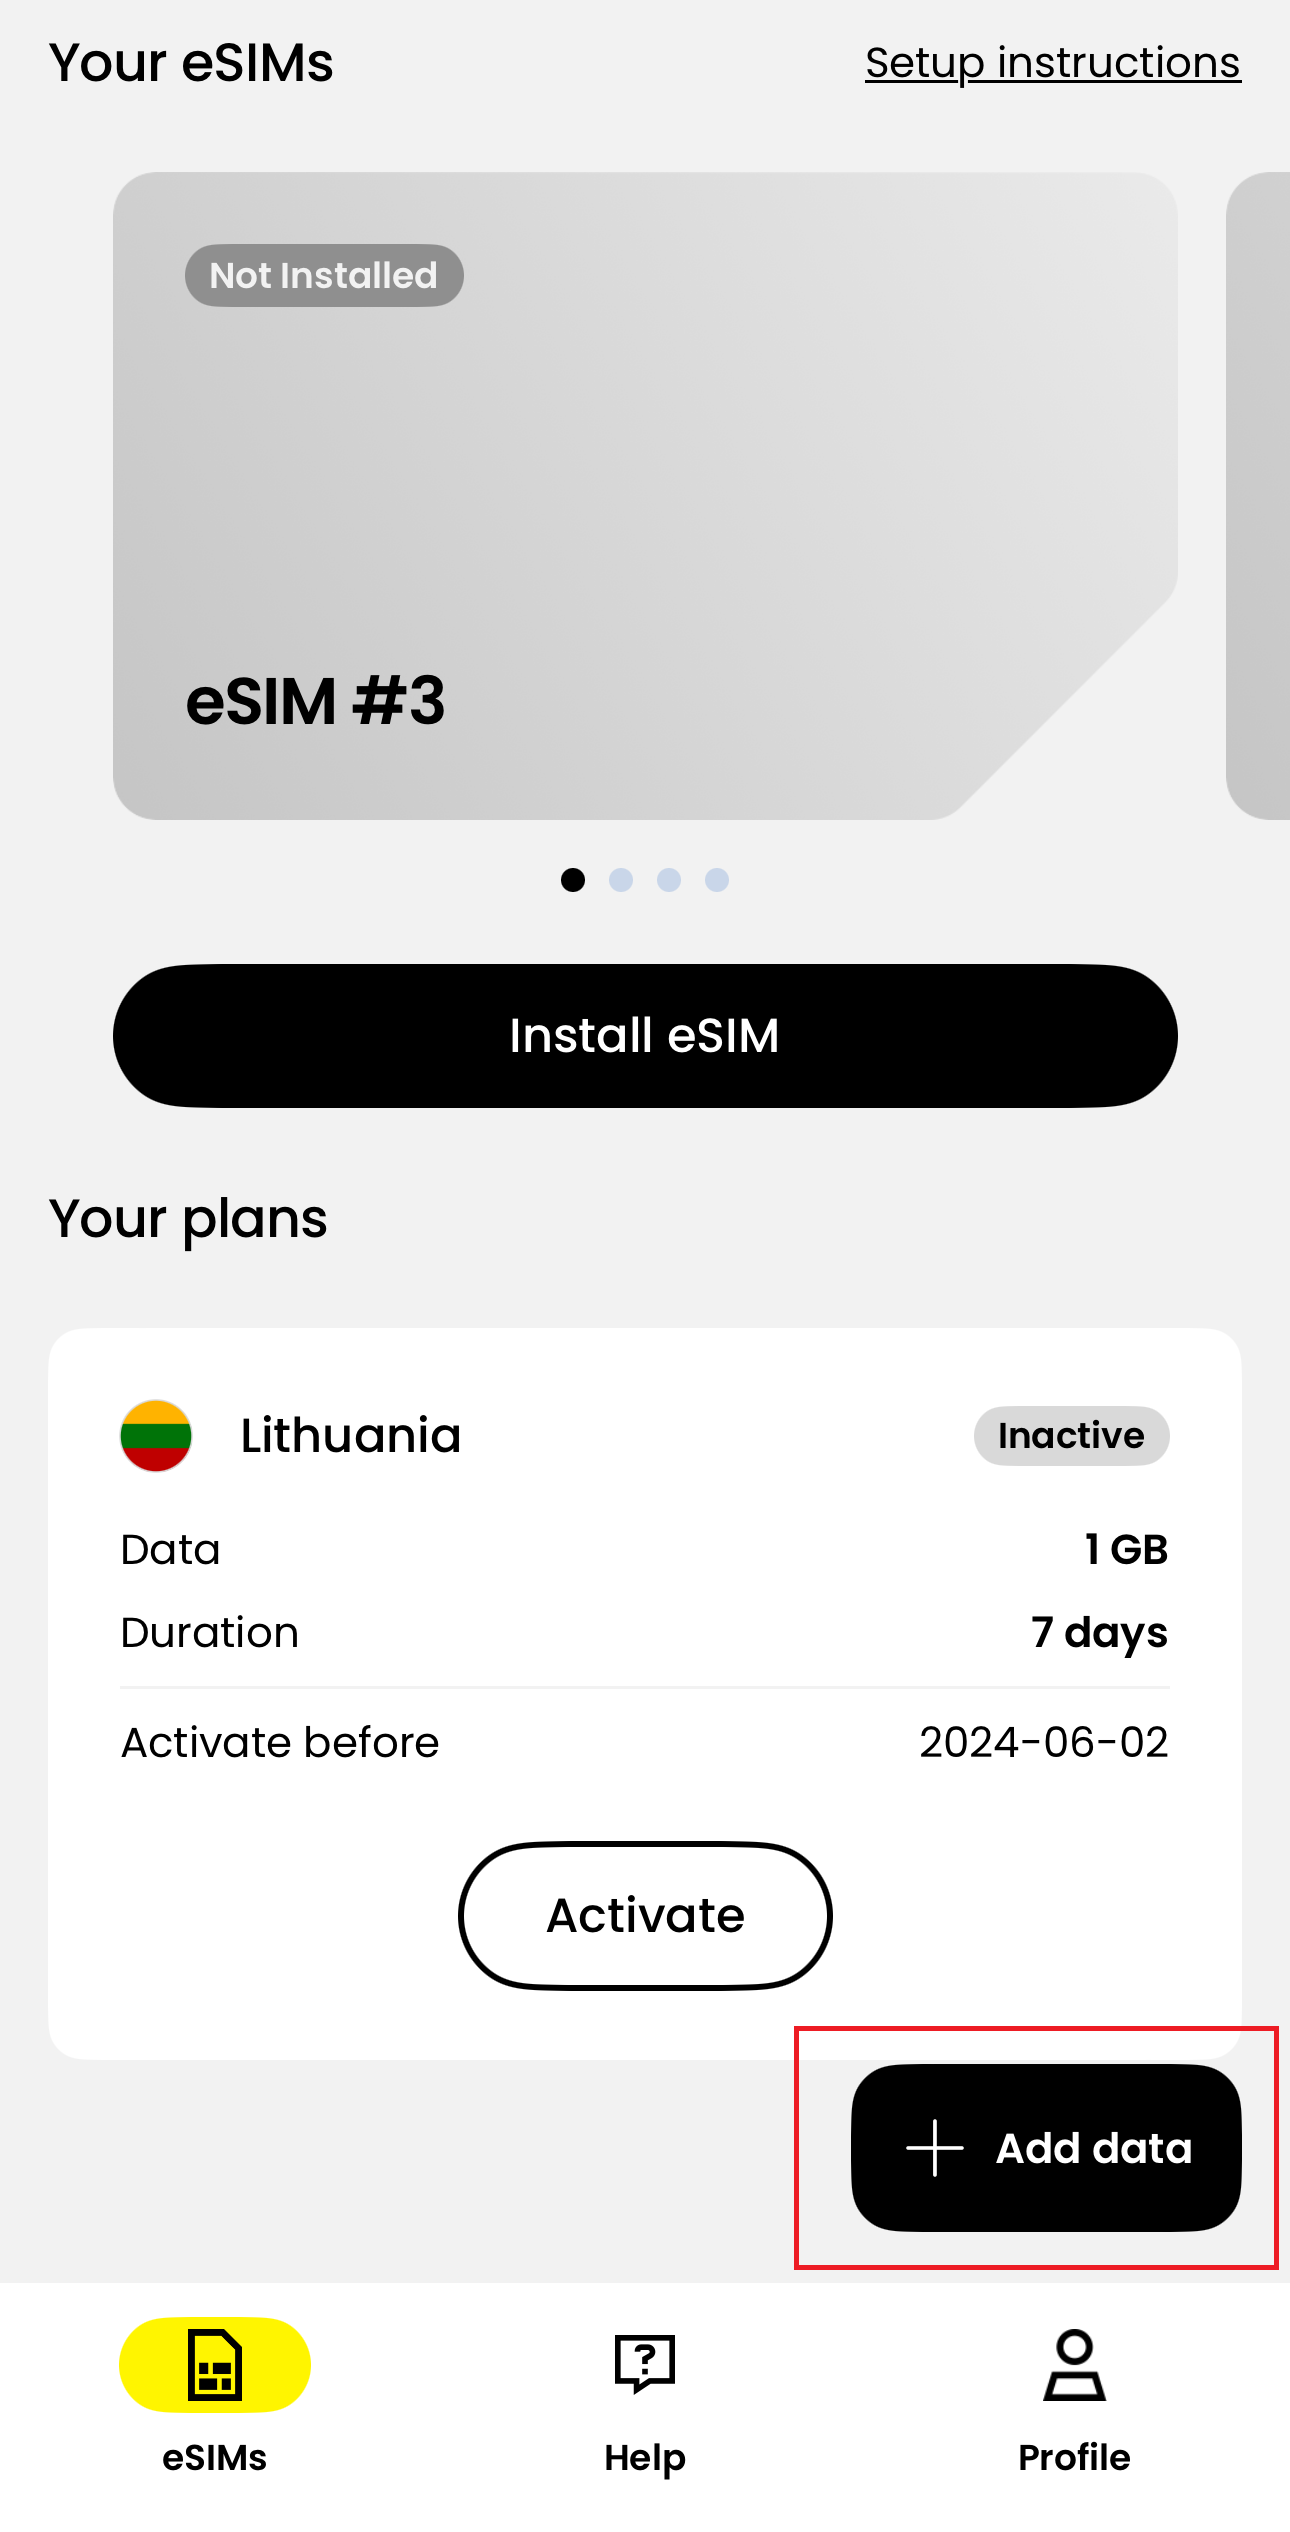 Your eSIMs
Setup instructions
Not Installed
eSIM #3
Install eSIM
Your plans
Lithuania
Inactive
Data
1 GB
Duration
7 days
Activate before
2024-06-02
Activate
Add data
eSIMs
Help
Profile